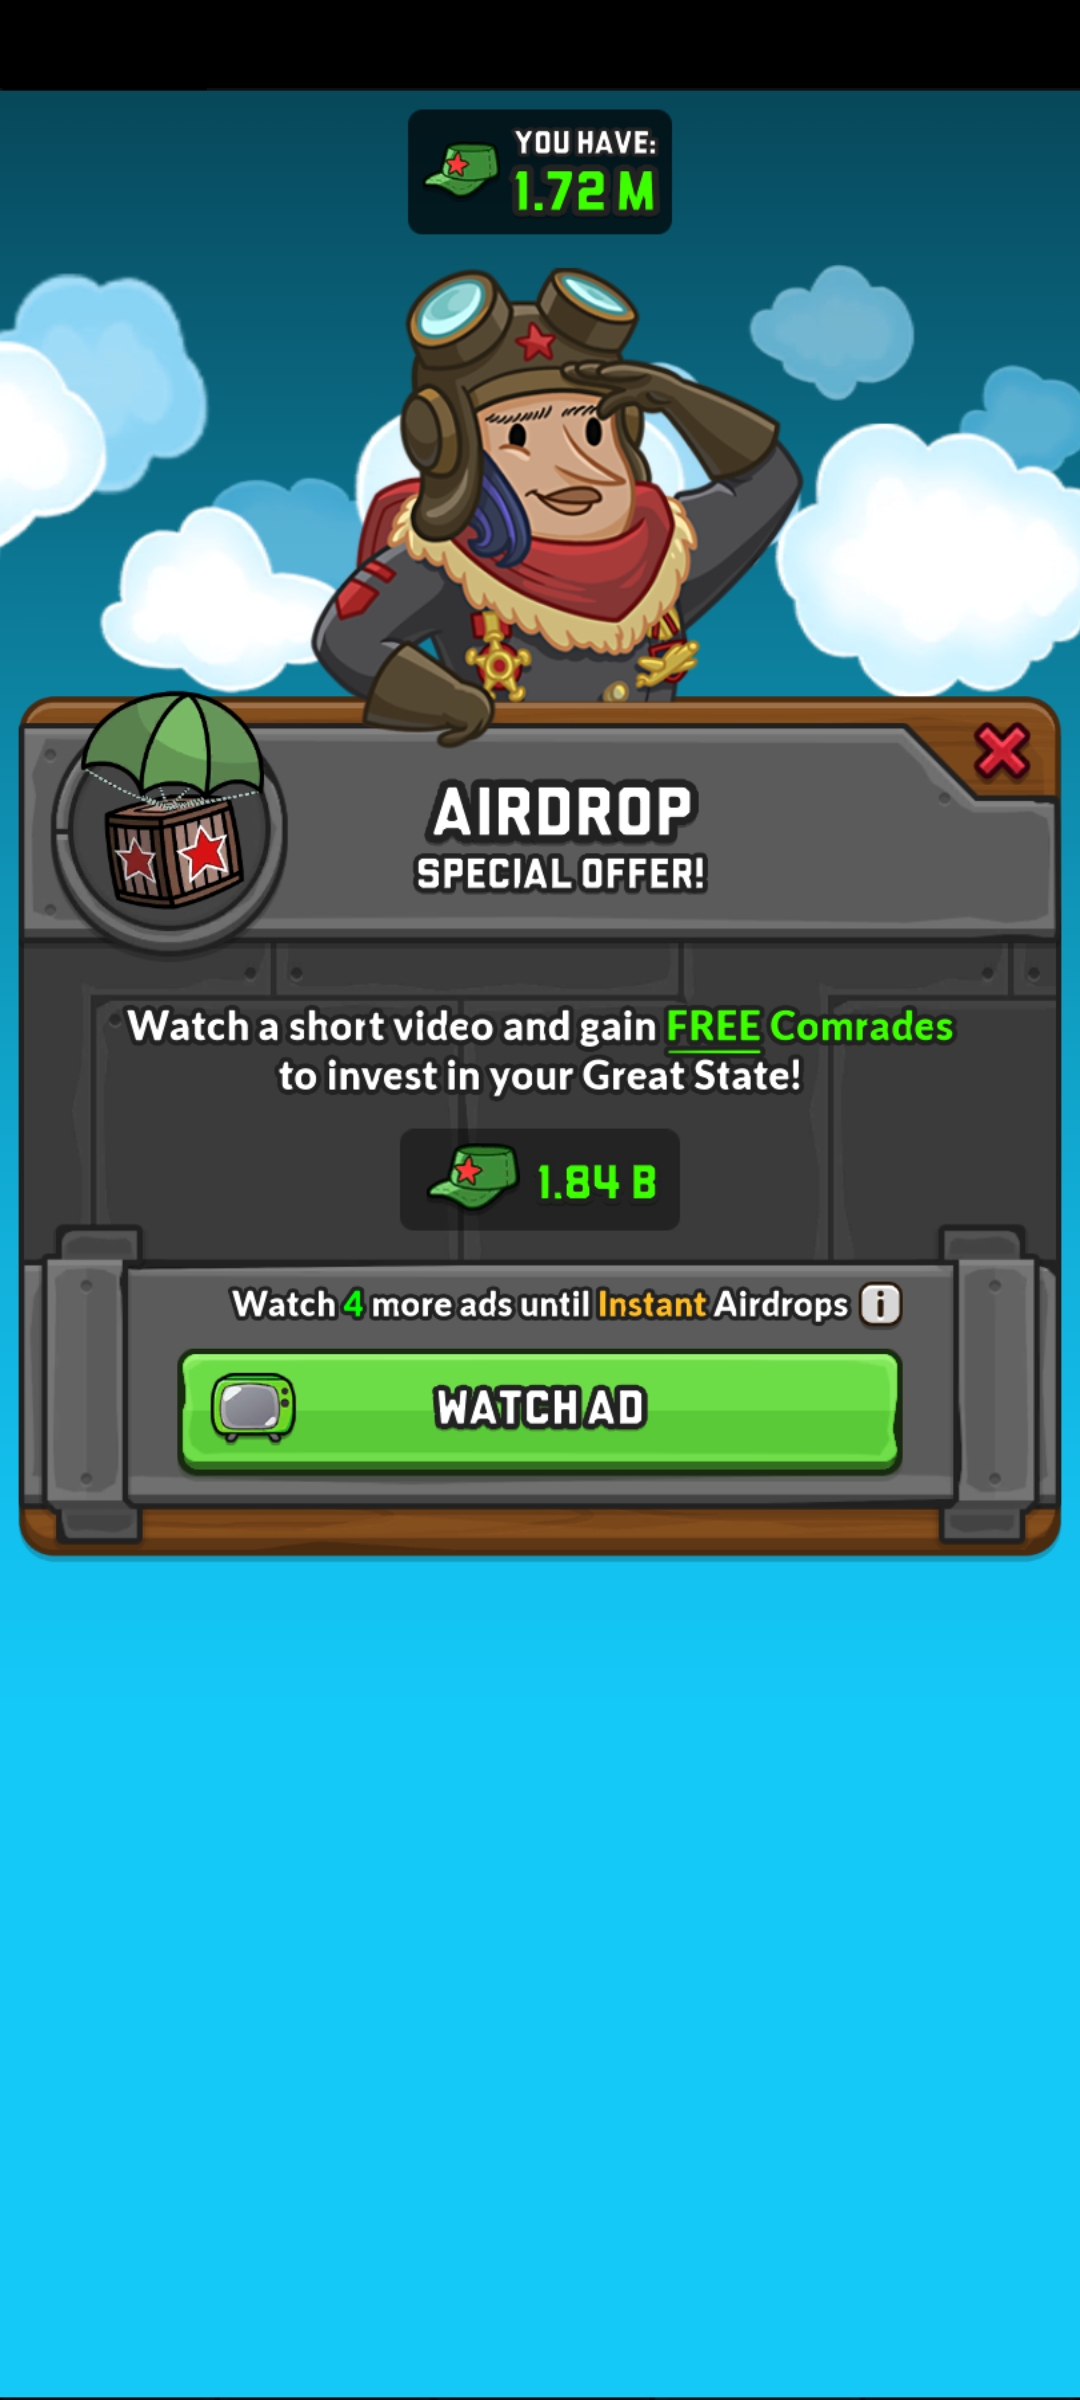 YOU HAVE:
1.72 M
AIRDROP
SPECIAL OFFER!
Watch a short video and gain FREE Comrades
to invest in your Great State!
1.84 B
Watch 4 more ads until Instant Airdrops i
WATCH AD